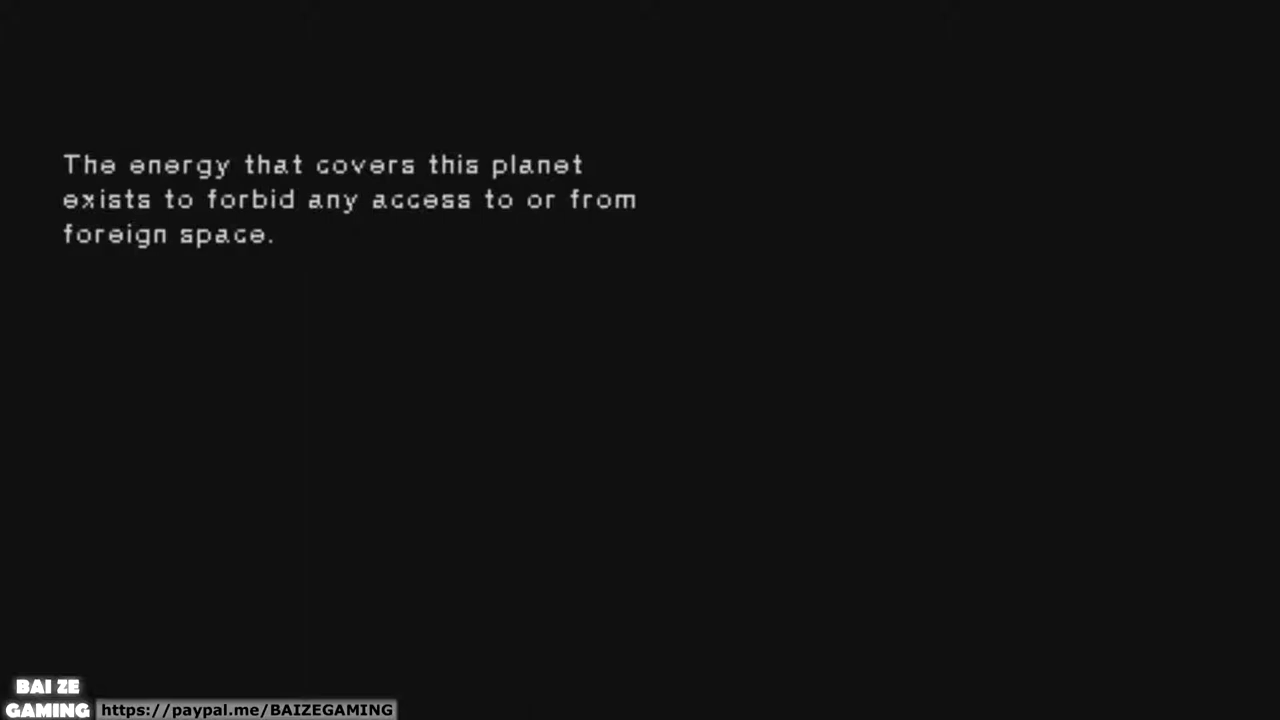 The energy that covers this planet
exists to forbid any access to or from
foreign space.
BAI ZE
GAMING
https://paypal.me/BAIZEGAMING